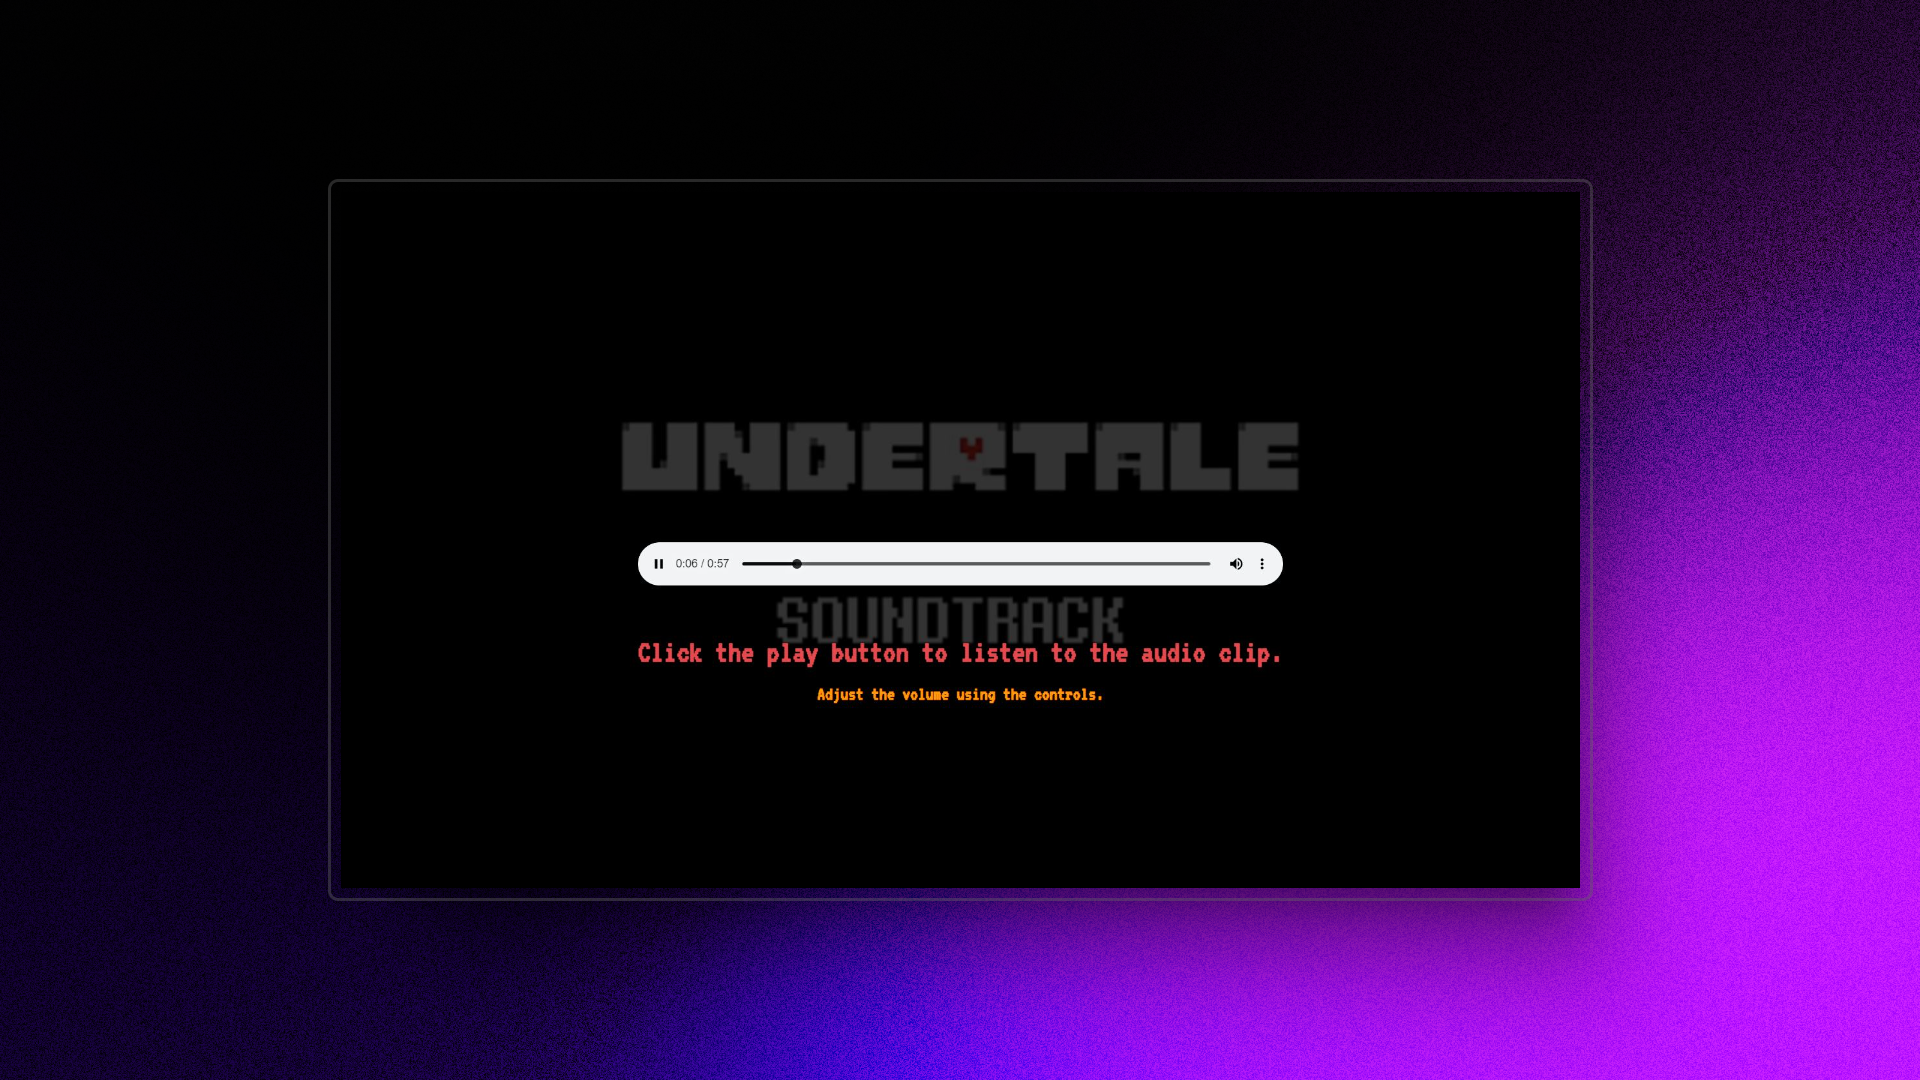 UNDERTALE
0:06 / 0:57
SOUNDTRACK
Click the play button to listen to the audio clip.
Adjust the volume using the controls.